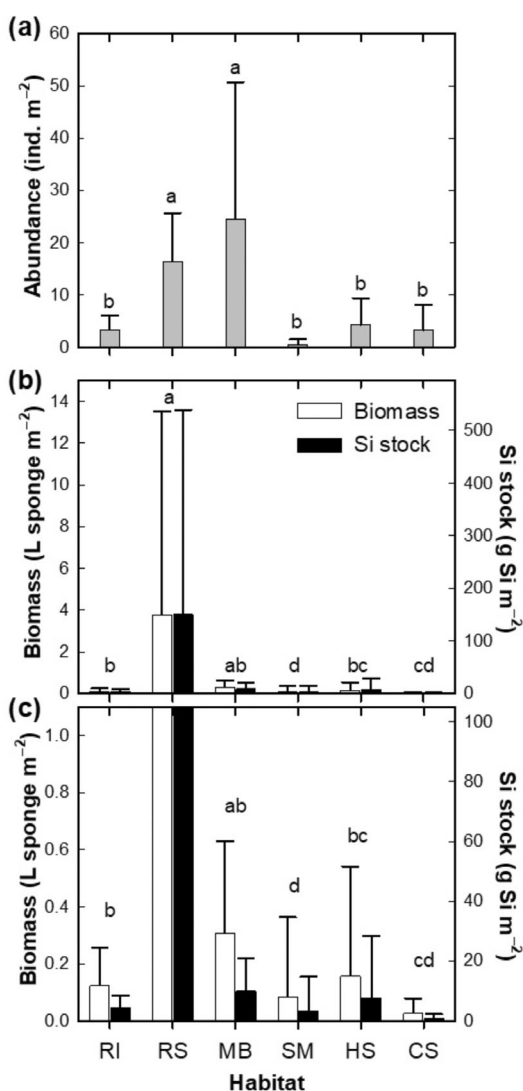 (a)
Abundance (ind. m⁻²)
60
50
40
30
20
10
0
b
a
a
b
b
b
(b)
Biomass (L sponge m⁻²)
14
12
10
8
6
4
2
0
Biomass
Si stock
b
a
ab
d
bc
cd
500
400
300
200
100
0
Si stock (g Si m⁻²)
(c)
Biomass (L sponge m⁻²)
1.0
0.8
0.6
0.4
0.2
0.0
b
ab
d
bc
cd
100
80
60
40
20
0
Si stock (g Si m⁻²)
RI RS MB SM HS CS
Habitat